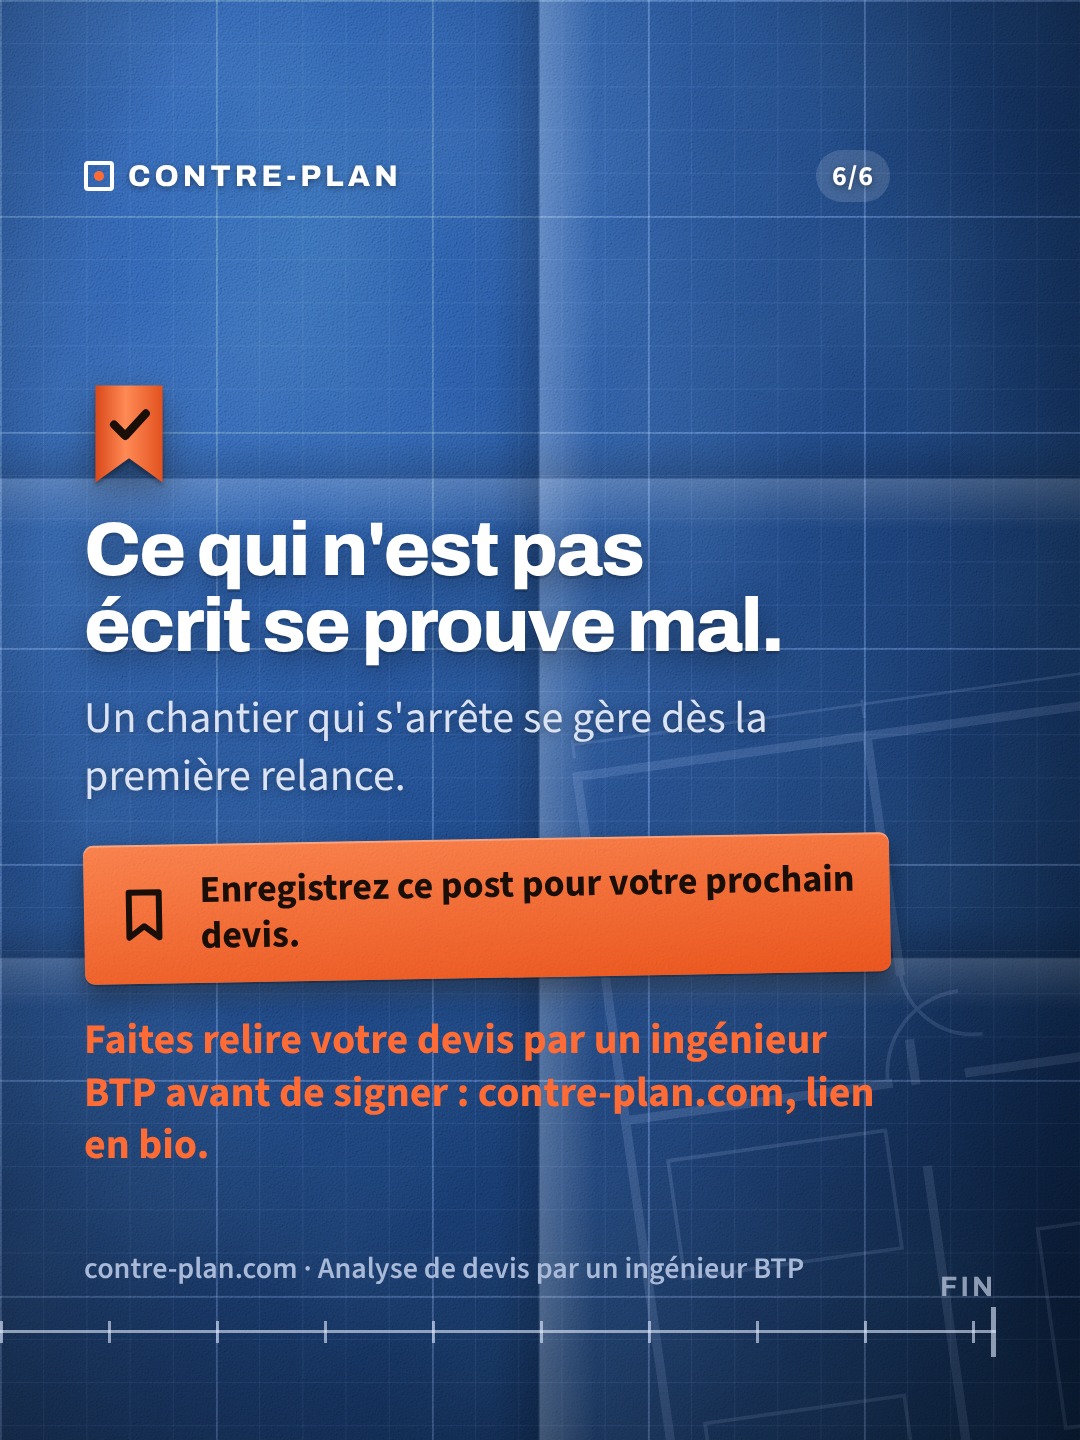 CONTRE-PLAN
6/6
Ce qui n'est pas
écrit se prouve mal.
Un chantier qui s'arrête se gère dès la
première relance.
Enregistrez ce post pour votre prochain
devis.
Faites relire votre devis par un ingénieur
BTP avant de signer : contre-plan.com, lien
en bio.
contre-plan.com · Analyse de devis par un ingénieur BTP
FIN